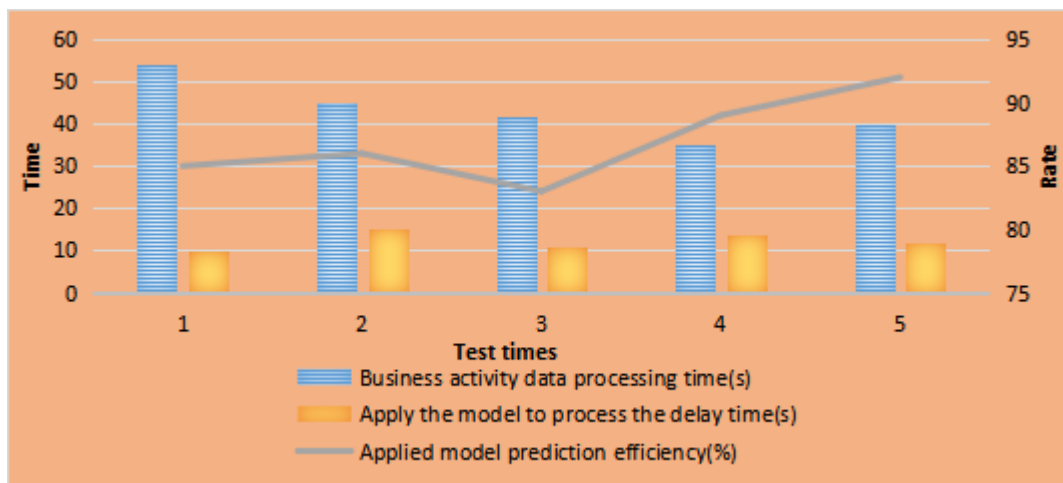 60
50
40
30
20
10
0
Time
95
90
85
80
75
Rate
1 2 3 4 5
Test times
Business activity data processing time(s)
Apply the model to process the delay time(s)
Applied model prediction efficiency(%)